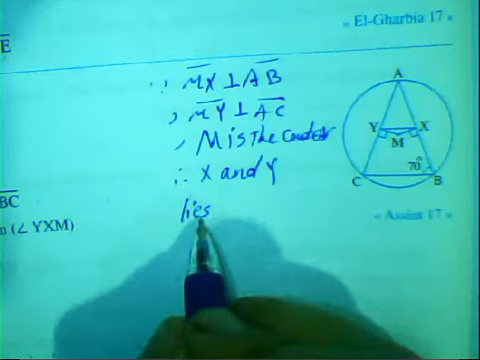 « El-Gharbia 17 »
E
∵ MX ⊥ AB
, MY ⊥ AC
, M is The Center
∴ X and Y
lies
A
Y X
M
70°
C B
BC
(∠ YXM)
« Assiut 17 »